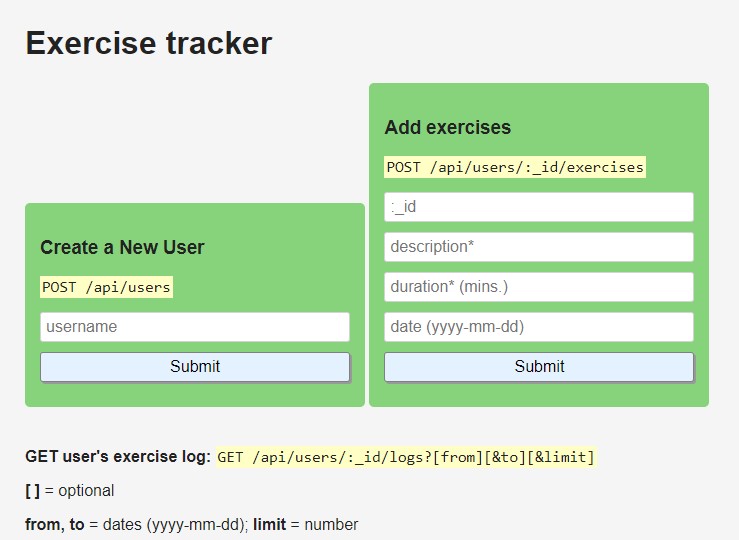 Exercise tracker
Create a New User
POST /api/users
username
Submit
Add exercises
POST /api/users/:_id/exercises
:_id
description*
duration* (mins.)
date (yyyy-mm-dd)
Submit
GET user's exercise log: GET /api/users/:_id/logs?[from][&to][&limit]
[ ] = optional
from, to = dates (yyyy-mm-dd); limit = number